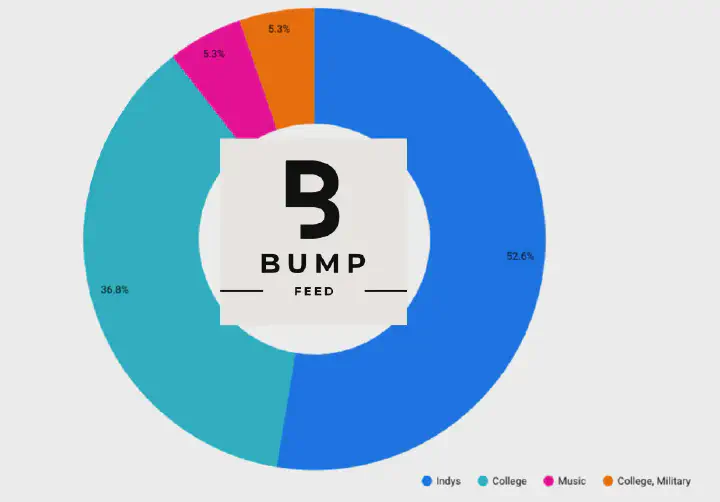 5.3%
5.3%
52.6%
36.8%
B
BUMP
FEED
Indys College Music College, Military